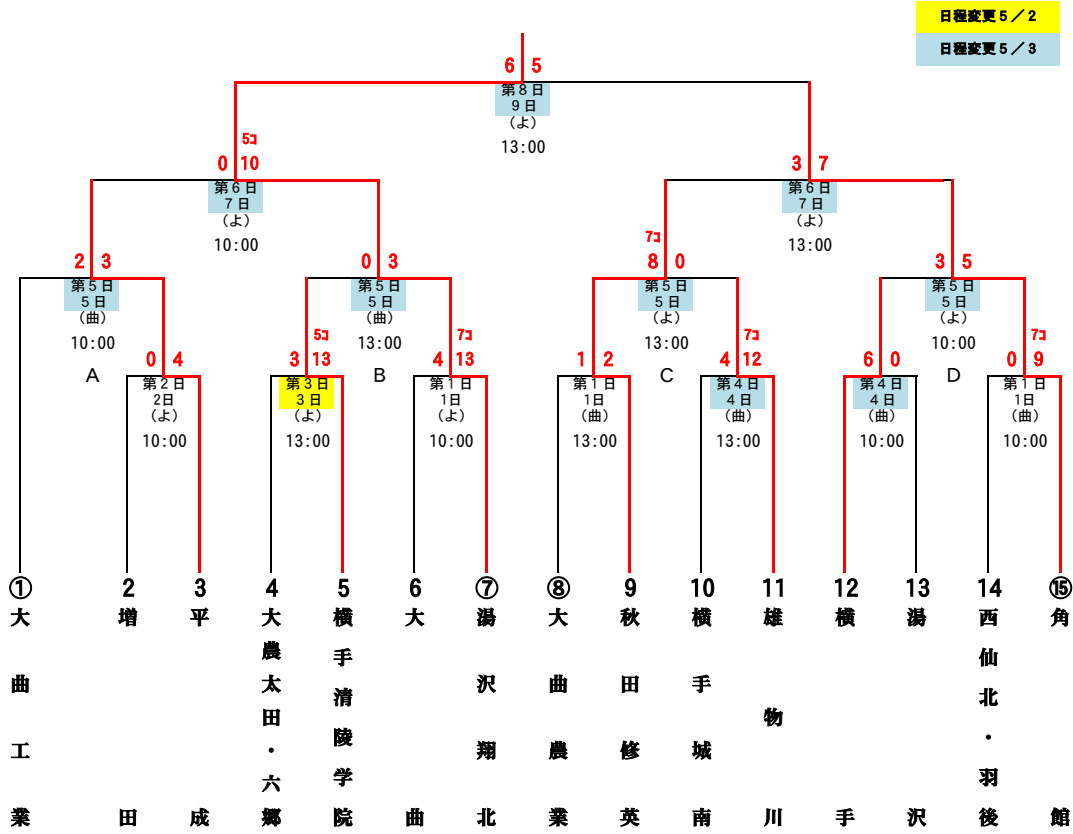 日程変更５／２
日程変更５／３
6 5
第８日
９日
（よ）
13:00
5コ
0 10
第６日
７日
（よ）
10:00
3 7
第６日
７日
（よ）
13:00
2 3
第５日
５日
（曲）
10:00
0 3
第５日
５日
（曲）
13:00
7コ
8 0
第５日
５日
（よ）
13:00
3 5
第５日
５日
（よ）
10:00
A
B
C
D
0 4
第２日
2日
（よ）
10:00
5コ
3 13
第３日
３日
（よ）
13:00
7コ
4 13
第１日
1日
（よ）
10:00
1 2
第１日
1日
（曲）
13:00
7コ
4 12
第４日
４日
（曲）
13:00
6 0
第４日
４日
（曲）
10:00
7コ
0 9
第１日
1日
（曲）
10:00
① 大曲工業
2 増田
3 平成
4 大農太田・六郷
5 横手清陵学院
6 大曲
⑦ 湯沢翔北
⑧ 大曲農業
9 秋田修英
10 横手城南
11 雄物川
12 横手
13 湯沢
14 西仙北・羽後
⑮ 角館